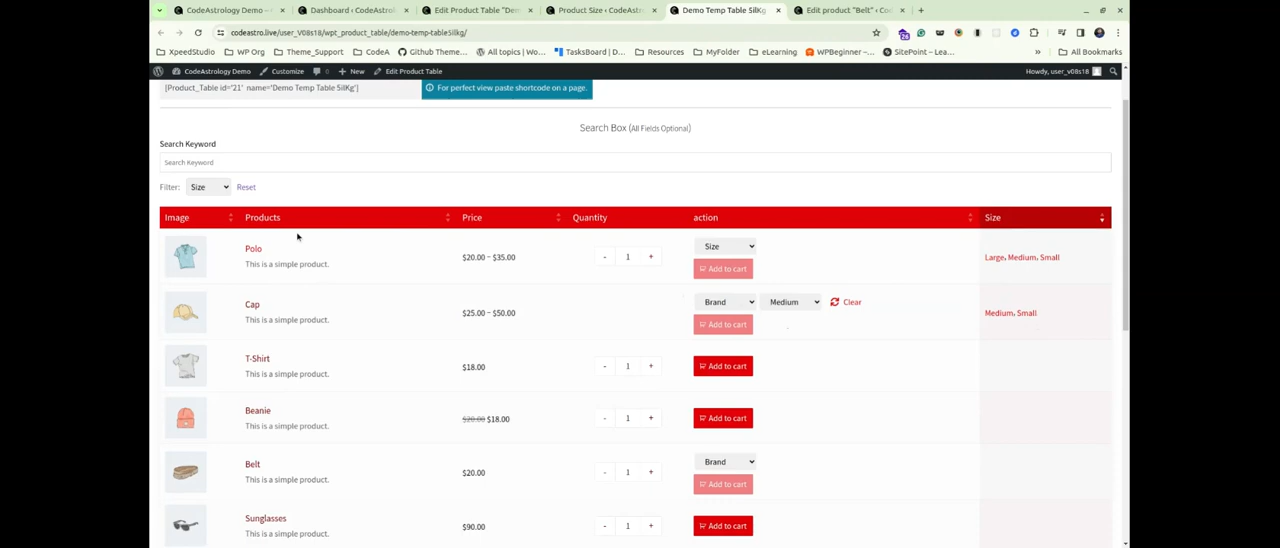 CodeAstrology Demo –
Dashboard ‹ CodeAstrol
Edit Product Table "Dem
Product Size ‹ CodeAstr
Demo Temp Table 5ilKg
Edit product "Belt" ‹ Cod
codeastro.live/user_V08s18/wpt_product_table/demo-temp-table5ilkg/
XpeedStudio
WP Org
Theme_Support
CodeA
Github Theme...
All topics | Wo...
TasksBoard | D...
Resources
MyFolder
eLearning
WPBeginner –...
SitePoint – Lea...
»
All Bookmarks
CodeAstrology Demo
Customize
0
New
Edit Product Table
Howdy, user_v08s18
[Product_Table id='21' name='Demo Temp Table 5ilKg']
For perfect view paste shortcode on a page.
Search Box (All Fields Optional)
Search Keyword
Search Keyword
Filter: Size Reset
Image Products Price Quantity action Size
Polo
This is a simple product.
$20.00 – $35.00
- 1 +
Size
Add to cart
Large, Medium, Small
Cap
This is a simple product.
$25.00 – $50.00
Brand Medium Clear
Add to cart
Medium, Small
T-Shirt
This is a simple product.
$18.00
- 1 +
Add to cart
Beanie
This is a simple product.
$20.00 $18.00
- 1 +
Add to cart
Belt
This is a simple product.
$20.00
- 1 +
Brand
Add to cart
Sunglasses
This is a simple product.
$90.00
- 1 +
Add to cart